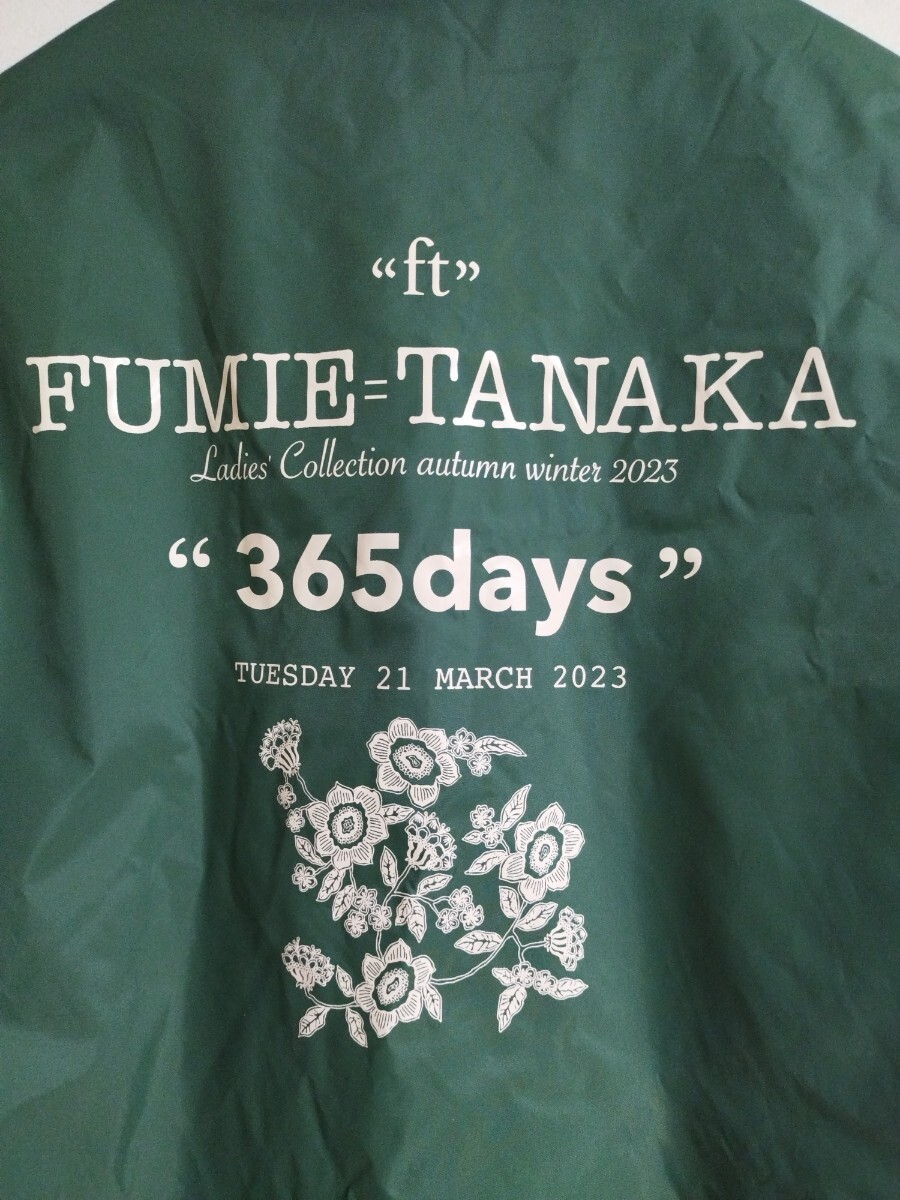 “ft”
FUMIE=TANAKA
Ladies' Collection autumn winter 2023
“ 365days ”
TUESDAY 21 MARCH 2023